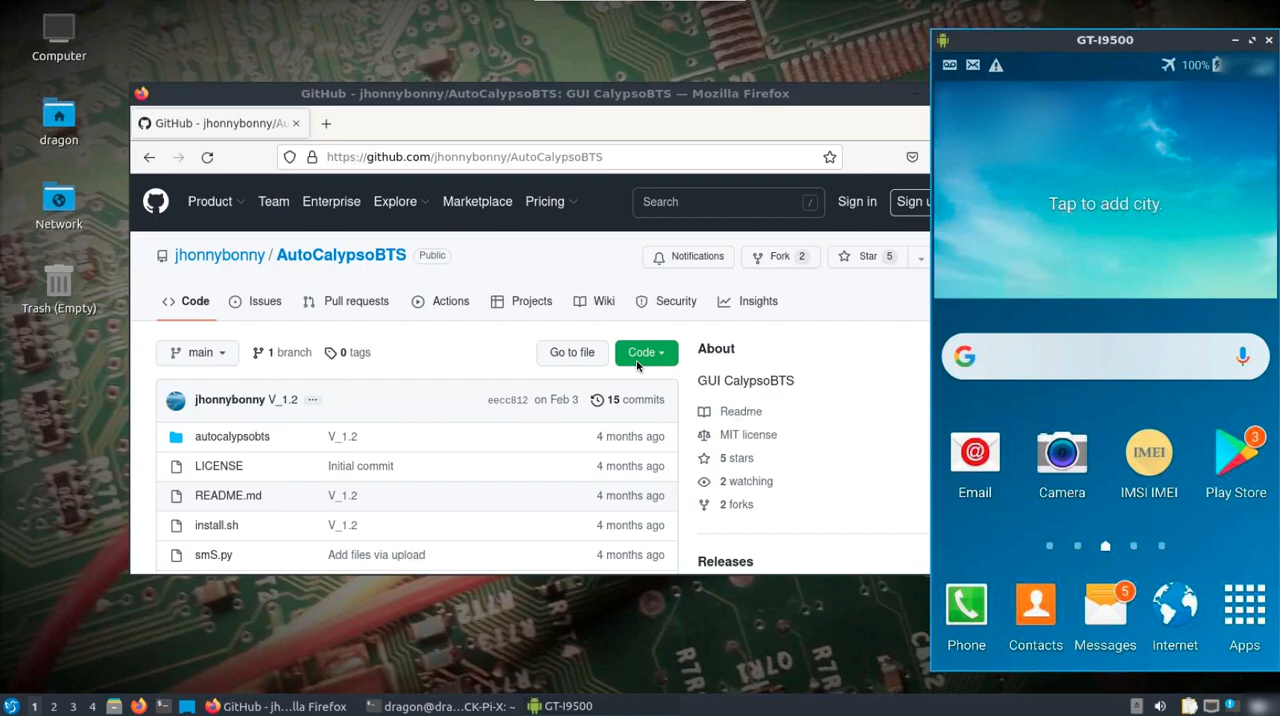 Computer
dragon
Network
Trash (Empty)
GitHub - jhonnybonny/AutoCalypsoBTS: GUI CalypsoBTS — Mozilla Firefox
GitHub - jhonnybonny/Au
https://github.com/jhonnybonny/AutoCalypsoBTS
Product Team Enterprise Explore Marketplace Pricing Search / Sign in Sign u
jhonnybonny / AutoCalypsoBTS Public
Notifications Fork 2 Star 5
Code Issues Pull requests Actions Projects Wiki Security Insights
main 1 branch 0 tags Go to file Code
jhonnybonny V_1.2 eecc812 on Feb 3 15 commits
autocalypsobts V_1.2 4 months ago
LICENSE Initial commit 4 months ago
README.md V_1.2 4 months ago
install.sh V_1.2 4 months ago
smS.py Add files via upload 4 months ago
About
GUI CalypsoBTS
Readme
MIT license
5 stars
2 watching
2 forks
Releases
GT-I9500
100%
Tap to add city.
G
@ IMEI 3
Email Camera IMSI IMEI Play Store
5
Phone Contacts Messages Internet Apps
R7R
1 2 3 4 GitHub - jh...lla Firefox dragon@dra...CK-Pi-X: ~ GT-I9500